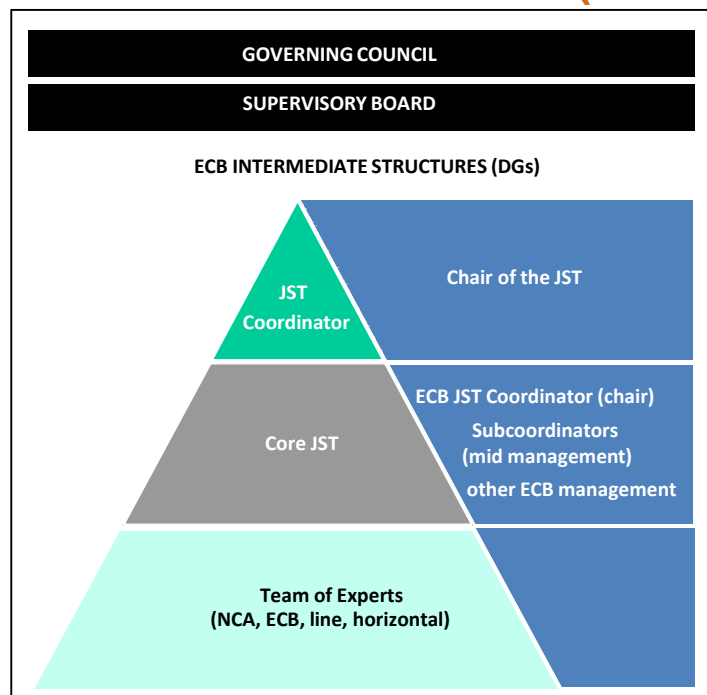 GOVERNING COUNCIL
SUPERVISORY BOARD
ECB INTERMEDIATE STRUCTURES (DGs)
JST
Coordinator
Chair of the JST
Core JST
ECB JST Coordinator (chair)
Subcoordinators
(mid management)
other ECB management
Team of Experts
(NCA, ECB, line, horizontal)